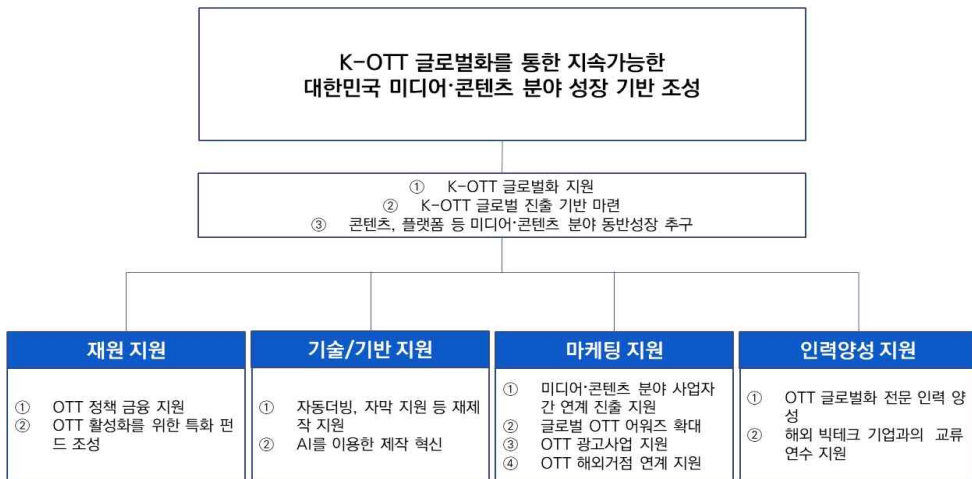 K-OTT 글로벌화를 통한 지속가능한
대한민국 미디어·콘텐츠 분야 성장 기반 조성
① K-OTT 글로벌화 지원
② K-OTT 글로벌 진출 기반 마련
③ 콘텐츠, 플랫폼 등 미디어·콘텐츠 분야 동반성장 추구
재원 지원
① OTT 정책 금융 지원
② OTT 활성화를 위한 특화 펀
드 조성
기술/기반 지원
① 자동더빙, 자막 지원 등 재제
작 지원
② AI를 이용한 제작 혁신
마케팅 지원
① 미디어·콘텐츠 분야 사업자
간 연계 진출 지원
② 글로벌 OTT 어워즈 확대
③ OTT 광고사업 지원
④ OTT 해외거점 연계 지원
인력양성 지원
① OTT 글로벌화 전문 인력 양
성
② 해외 빅테크 기업과의 교류
연수 지원